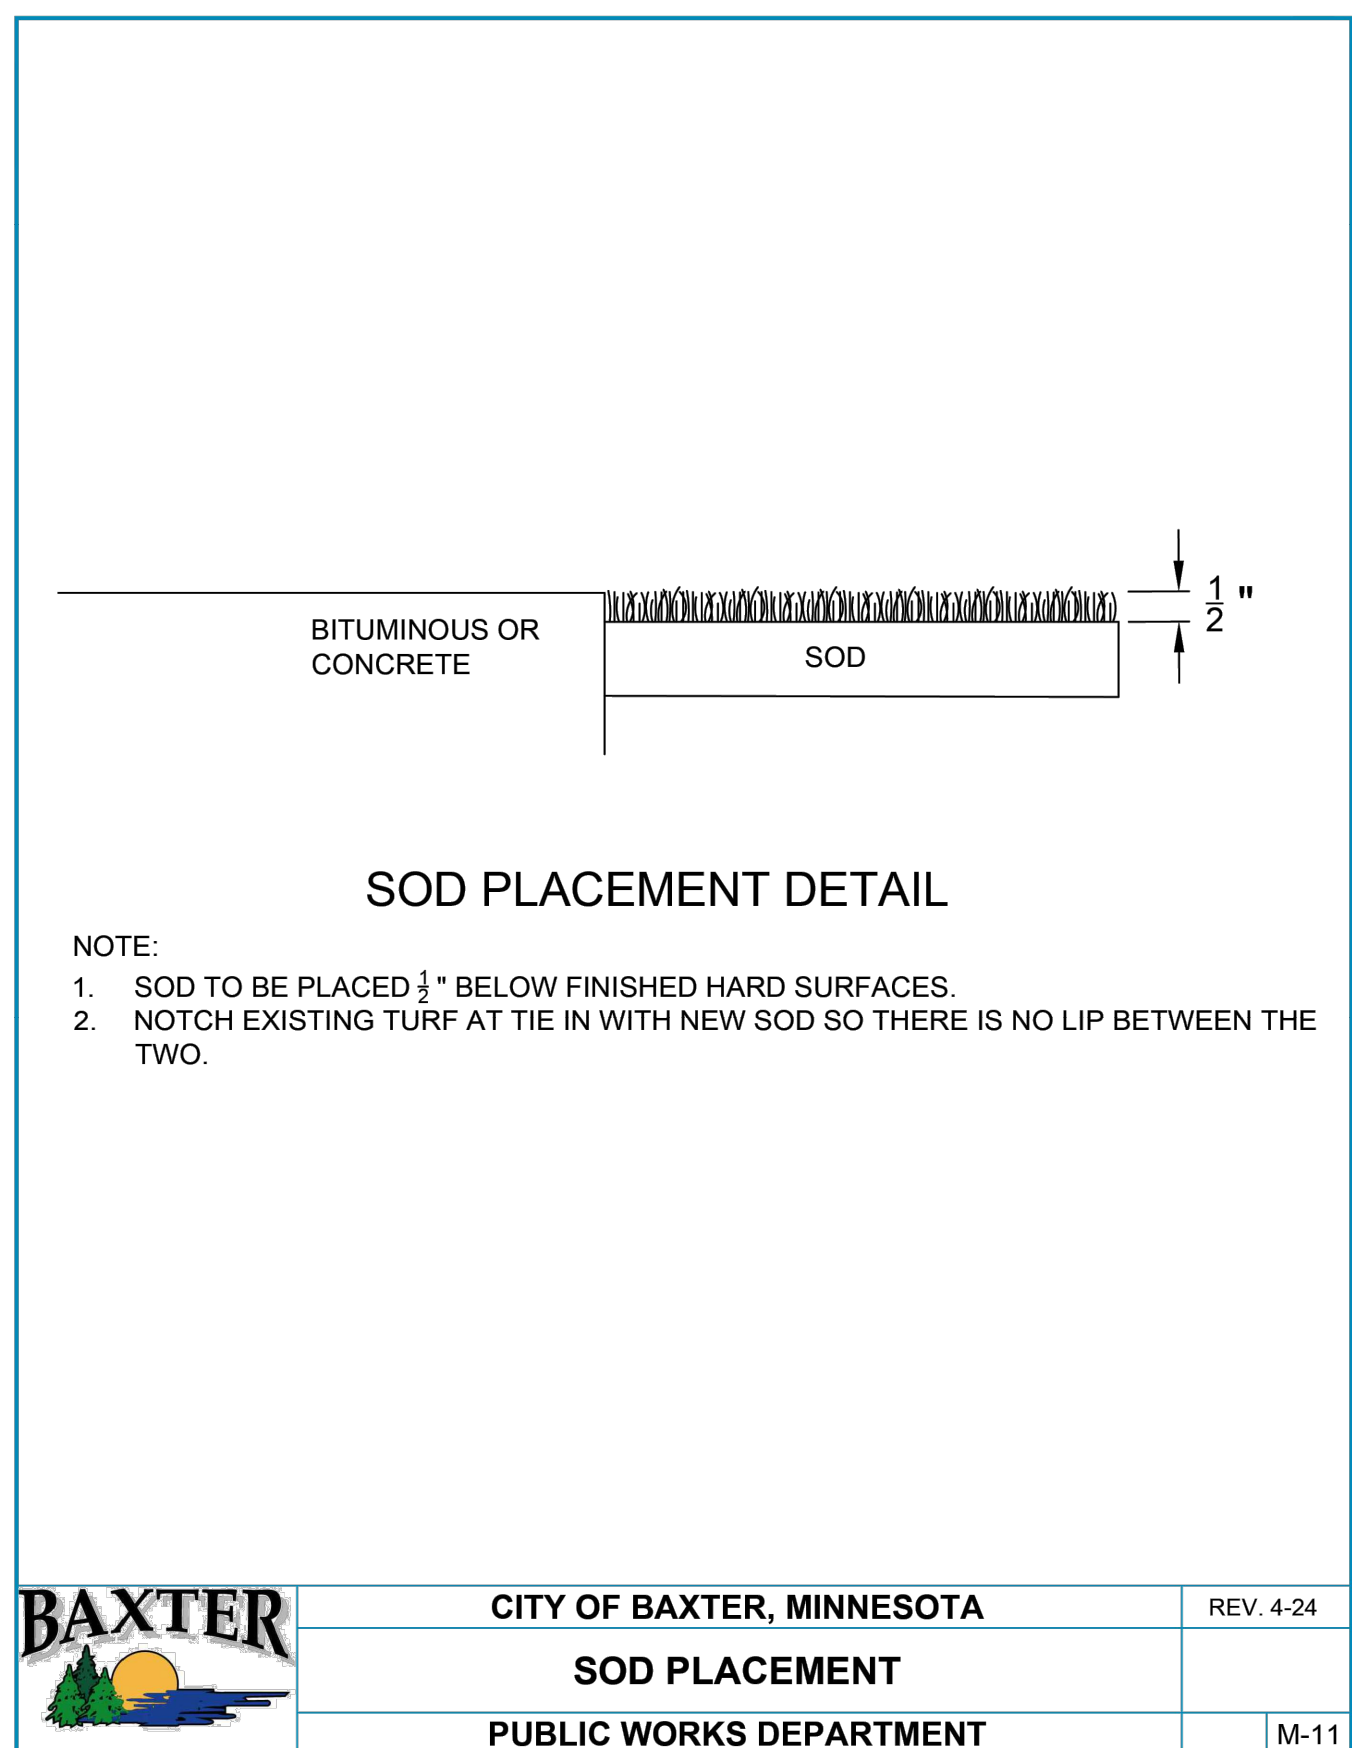 BITUMINOUS OR
CONCRETE
SOD
1/2 "
SOD PLACEMENT DETAIL
NOTE:
1. SOD TO BE PLACED 1/2 " BELOW FINISHED HARD SURFACES.
2. NOTCH EXISTING TURF AT TIE IN WITH NEW SOD SO THERE IS NO LIP BETWEEN THE
TWO.
BAXTER
CITY OF BAXTER, MINNESOTA
REV. 4-24
SOD PLACEMENT
PUBLIC WORKS DEPARTMENT
M-11